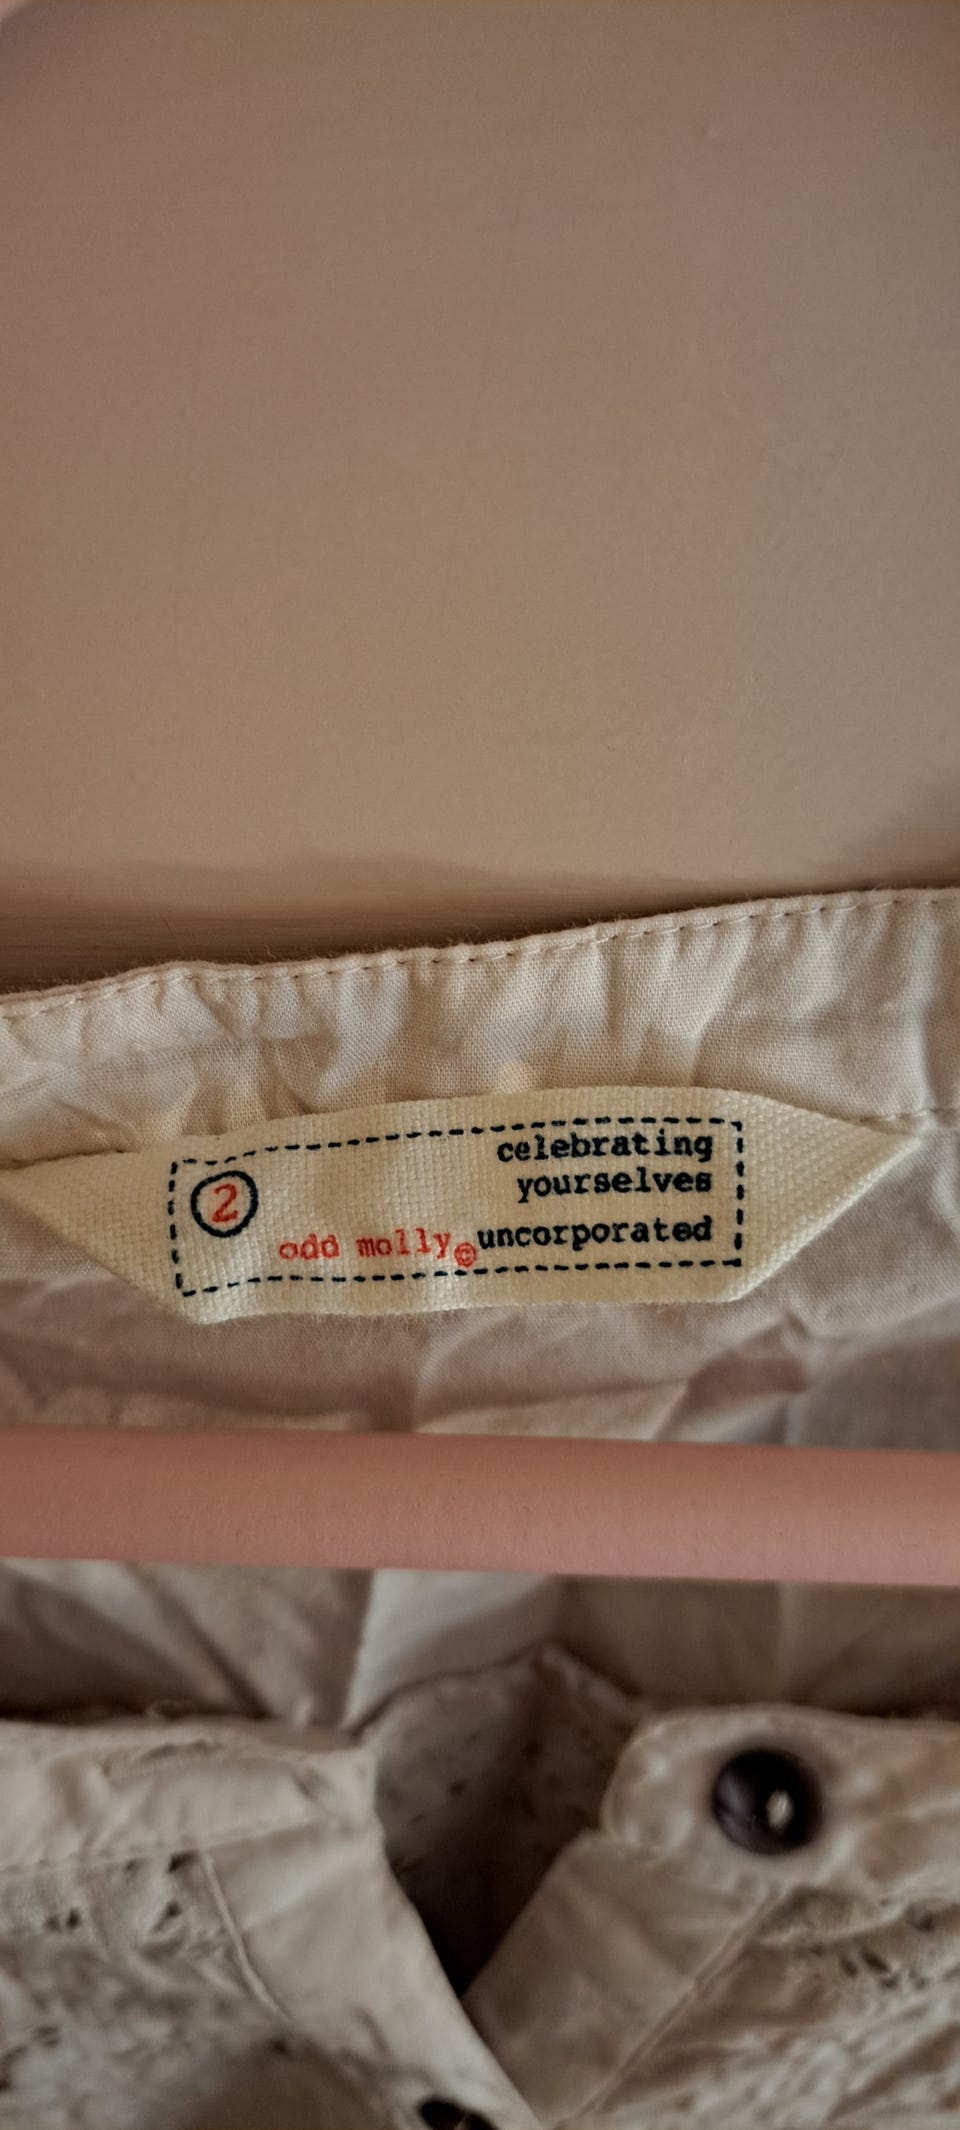 celebrating
yourselves
2
odd molly© uncorporated